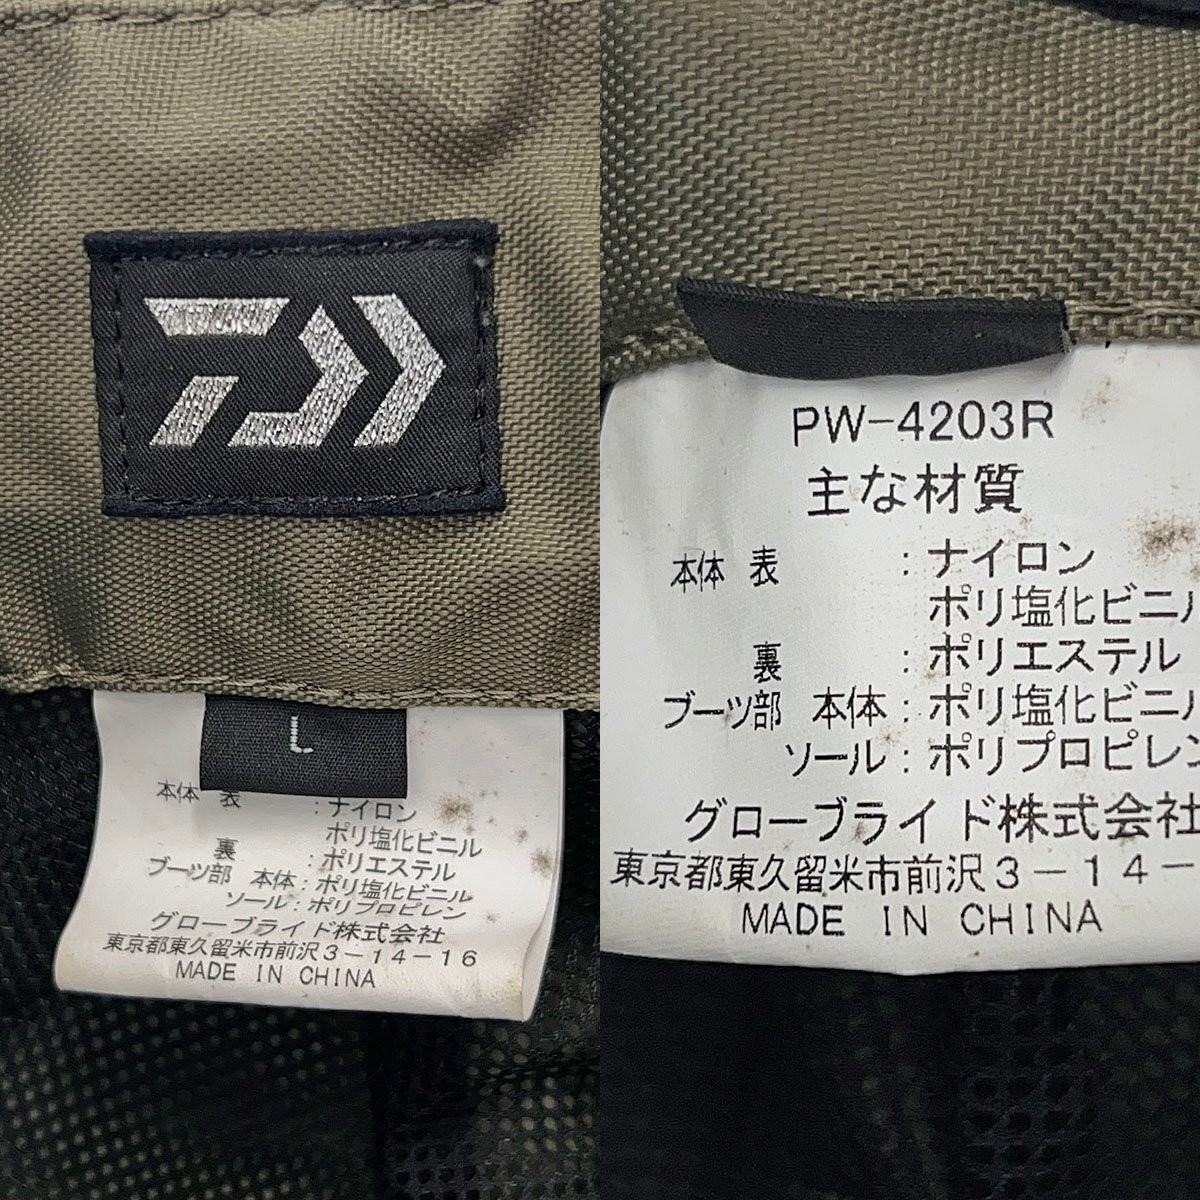 L
本体 表 : ナイロン
ポリ塩化ビニル
裏 : ポリエステル
ブーツ部 本体 : ポリ塩化ビニル
ソール : ポリプロピレン
グローブライド株式会社
東京都東久留米市前沢3-14-16
MADE IN CHINA
PW-4203R
主な材質
本体 表 : ナイロン
ポリ塩化ビニル
裏 : ポリエステル
ブーツ部 本体 : ポリ塩化ビニル
ソール : ポリプロピレン
グローブライド株式会社
東京都東久留米市前沢3-14-
MADE IN CHINA